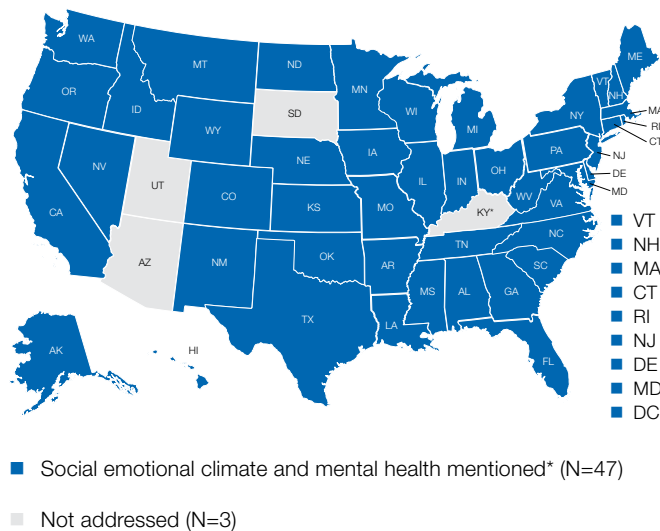 WA
MT
ND
MN
ME
VT
NH
OR
ID
WY
SD
WI
MI
NY
MA
RI
CT
NV
UT
CO
NE
IA
IL
IN
OH
PA
NJ
DE
MD
CA
KS
MO
KY*
WV
VA
AZ
NM
OK
AR
TN
NC
SC
TX
LA
MS
AL
GA
FL
AK
HI
VT
NH
MA
CT
RI
NJ
DE
MD
DC
Social emotional climate and mental health mentioned* (N=47)
Not addressed (N=3)